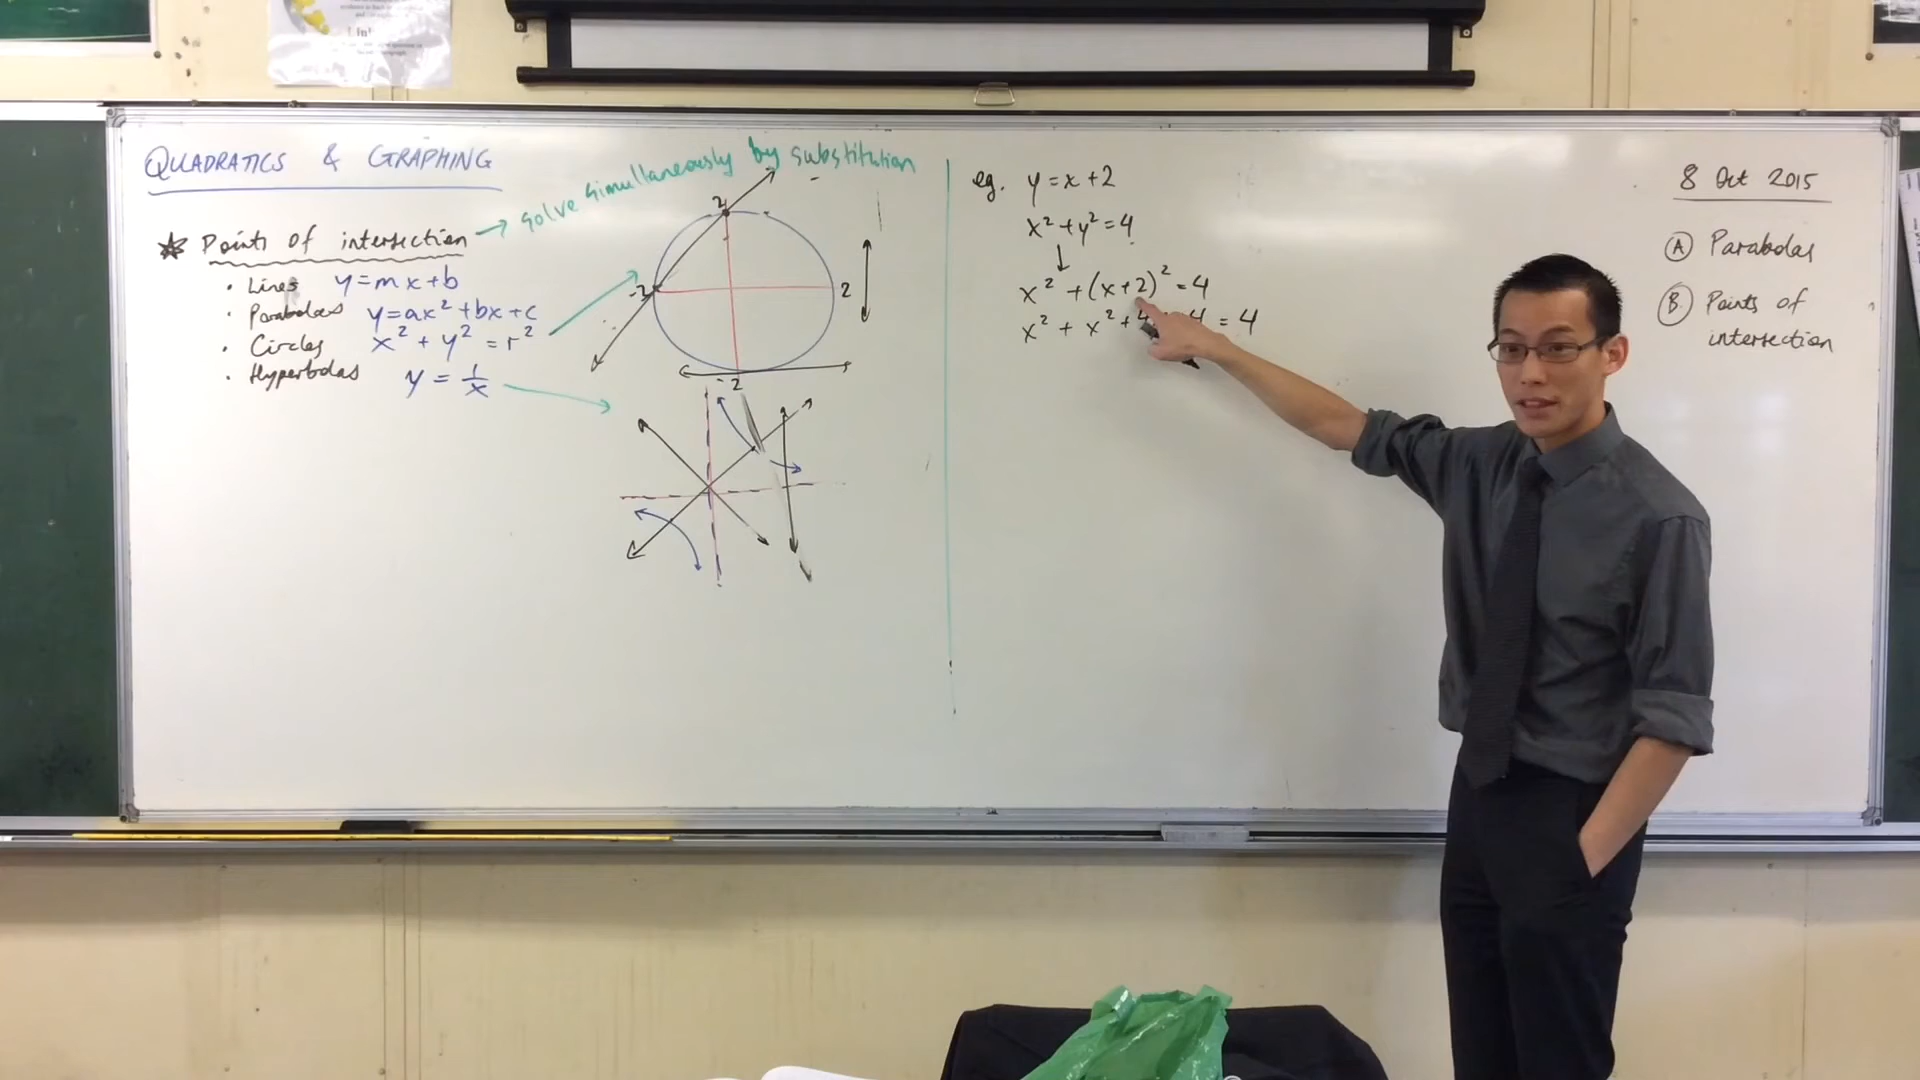 QUADRATICS & GRAPHING
Points of intersection → solve simultaneously by substitution
• Lines y=mx+b
• Parabolas y=ax²+bx+c
• Circles x²+y²=r²
• Hyperbolas y=1/x
2
-2
2
-2
eg. y=x+2
x²+y²=4
↓
x²+(x+2)²=4
x²+x²+4 4=4
8 Oct 2015
Ⓐ Parabolas
Ⓑ Points of
intersection